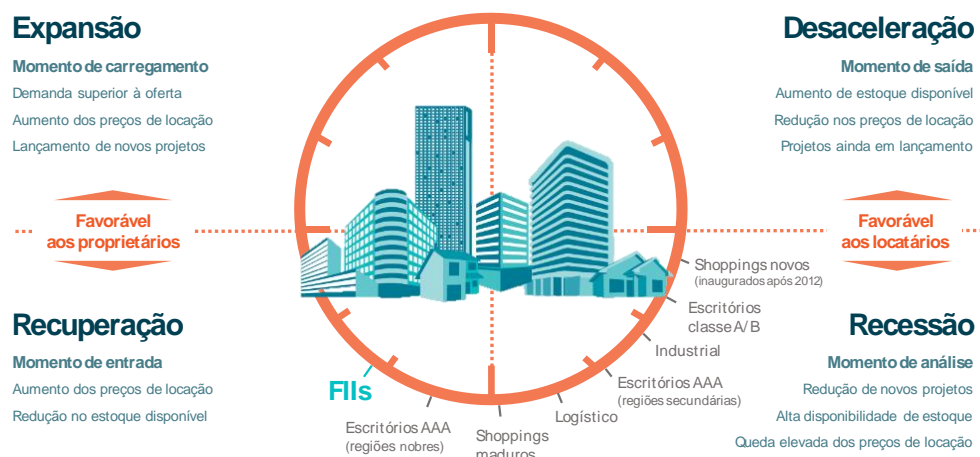 Expansão
Momento de carregamento
Demanda superior à oferta
Aumento dos preços de locação
Lançamento de novos projetos
Desaceleração
Momento de saída
Aumento de estoque disponível
Redução nos preços de locação
Projetos ainda em lançamento
Favorável
aos proprietários
Favorável
aos locatários
Recuperação
Momento de entrada
Aumento dos preços de locação
Redução no estoque disponível
Recessão
Momento de análise
Redução de novos projetos
Alta disponibilidade de estoque
Queda elevada dos preços de locação
FIIs
Escritórios AAA
(regiões nobres)
Shoppings
maduros
Logístico
Escritórios AAA
(regiões secundárias)
Industrial
Escritórios
classe A/ B
Shoppings novos
(inaugurados após 2012)